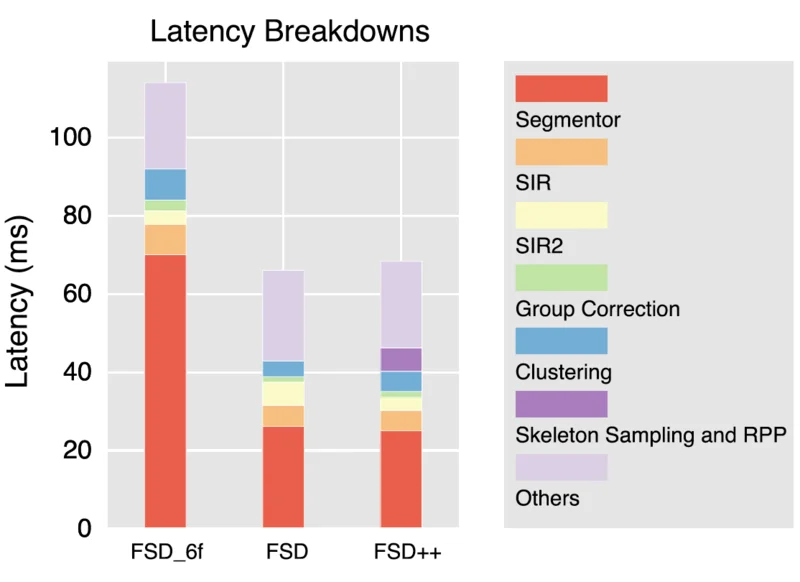 Latency Breakdowns
Latency (ms)
100
80
60
40
20
0
FSD_6f FSD FSD++
Segmentor
SIR
SIR2
Group Correction
Clustering
Skeleton Sampling and RPP
Others